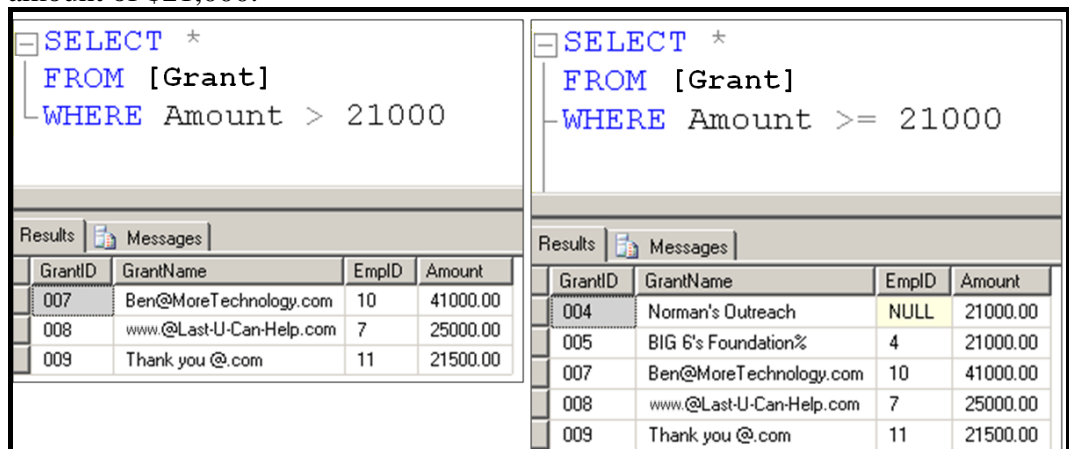 SELECT *
FROM [Grant]
WHERE Amount > 21000
Results Messages
GrantID GrantName EmpID Amount
007 Ben@MoreTechnology.com 10 41000.00
008 www.@Last-U-Can-Help.com 7 25000.00
009 Thank you @.com 11 21500.00
SELECT *
FROM [Grant]
WHERE Amount >= 21000
Results Messages
GrantID GrantName EmpID Amount
004 Norman's Outreach NULL 21000.00
005 BIG 6's Foundation% 4 21000.00
007 Ben@MoreTechnology.com 10 41000.00
008 www.@Last-U-Can-Help.com 7 25000.00
009 Thank you @.com 11 21500.00